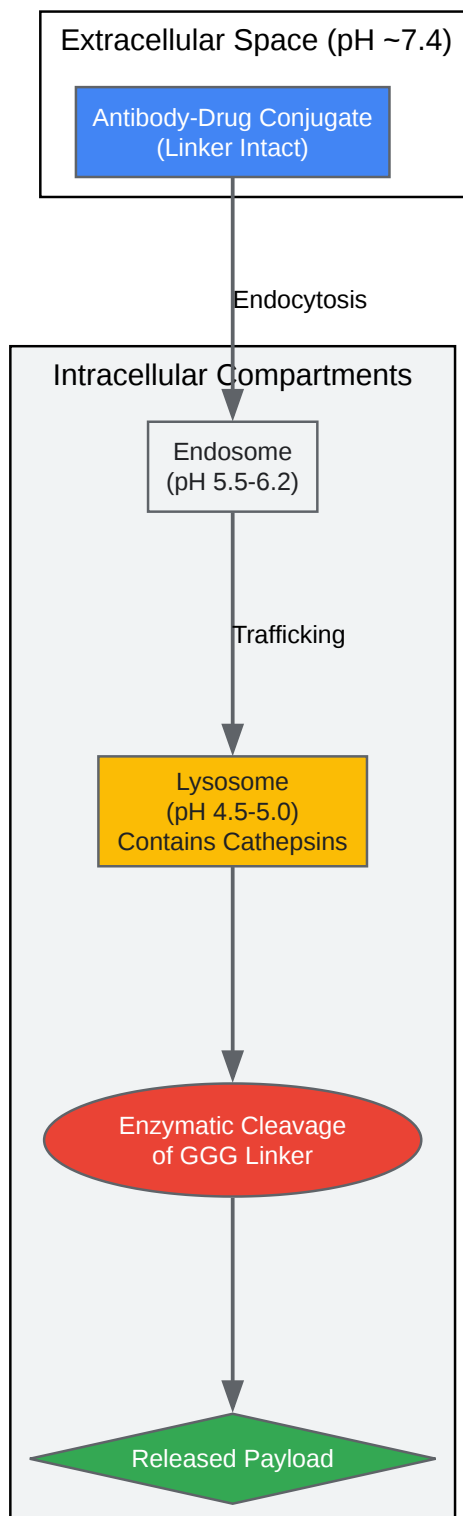 Extracellular Space (pH ~7.4)
Antibody-Drug Conjugate
(Linker Intact)
Endocytosis
Intracellular Compartments
Endosome
(pH 5.5-6.2)
Trafficking
Lysosome
(pH 4.5-5.0)
Contains Cathepsins
Enzymatic Cleavage
of GGG Linker
Released Payload